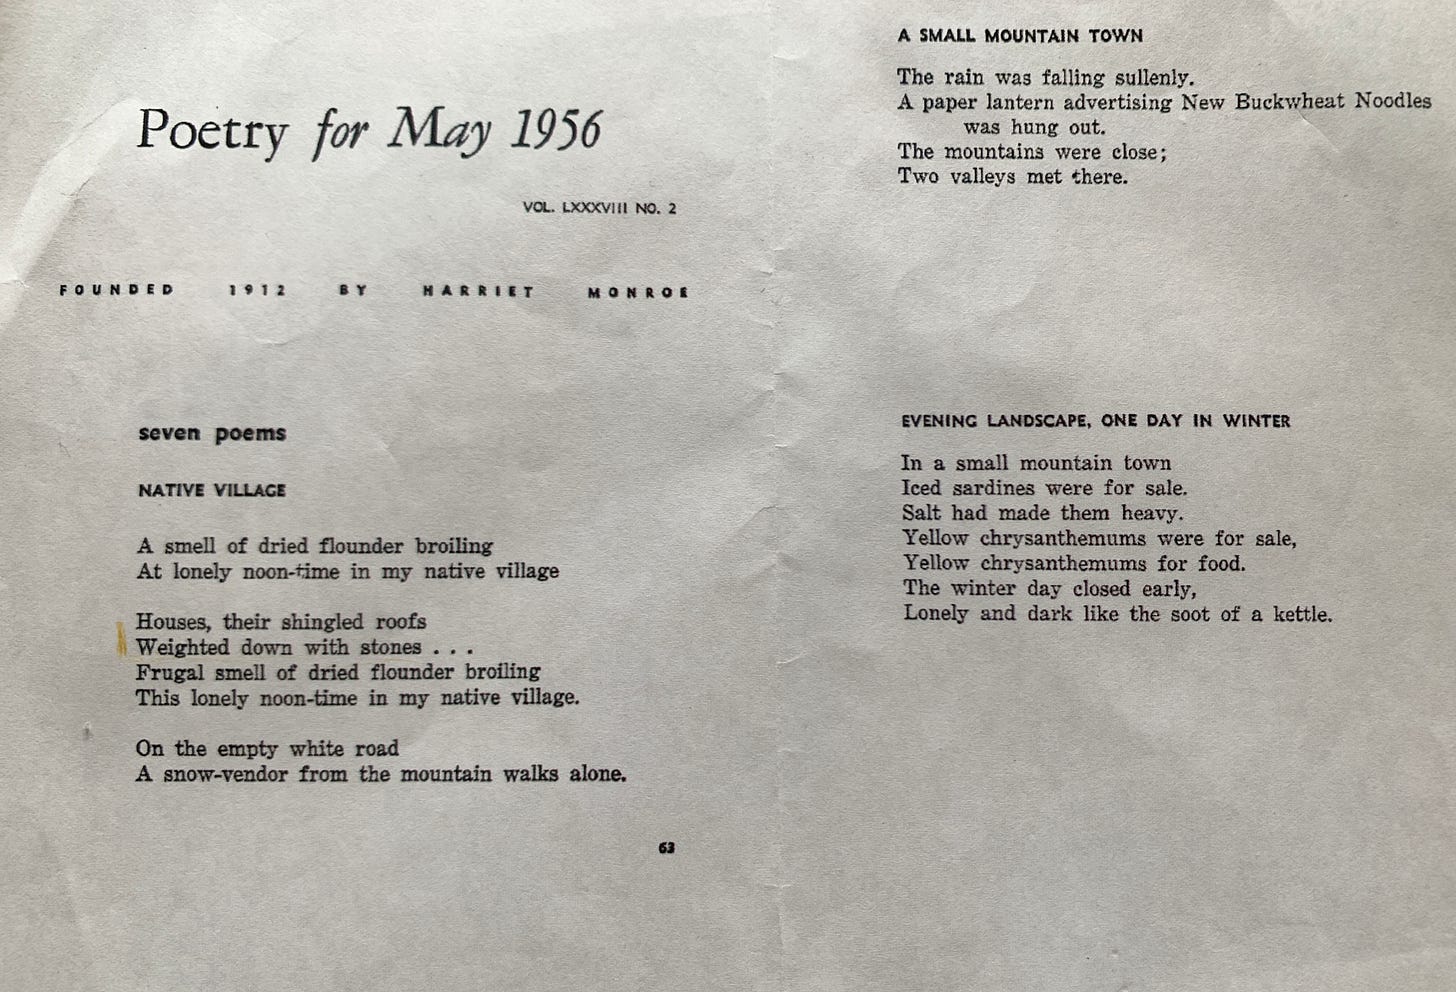 Poetry for May 1956
VOL. LXXXVIII NO. 2
FOUNDED 1912 BY HARRIET MONROE
seven poems
NATIVE VILLAGE
A smell of dried flounder broiling
At lonely noon-time in my native village
Houses, their shingled roofs
Weighted down with stones . . .
Frugal smell of dried flounder broiling
This lonely noon-time in my native village.
On the empty white road
A snow-vendor from the mountain walks alone.
63
A SMALL MOUNTAIN TOWN
The rain was falling sullenly.
A paper lantern advertising New Buckwheat Noodles
was hung out.
The mountains were close;
Two valleys met there.
EVENING LANDSCAPE, ONE DAY IN WINTER
In a small mountain town
Iced sardines were for sale.
Salt had made them heavy.
Yellow chrysanthemums were for sale,
Yellow chrysanthemums for food.
The winter day closed early,
Lonely and dark like the soot of a kettle.